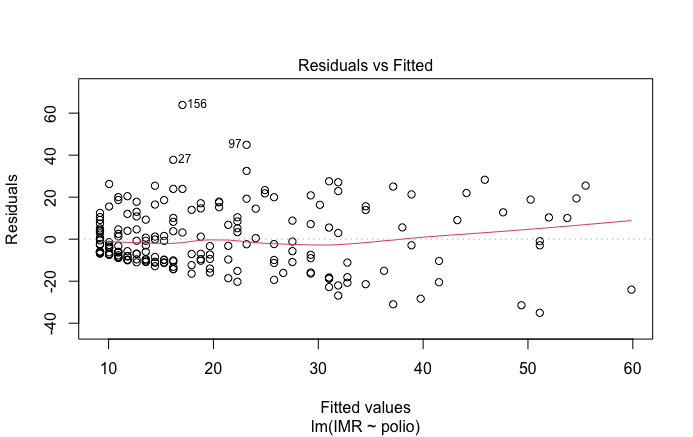 Residuals vs Fitted
Residuals
60
40
20
0
-20
-40
156
97
27
10 20 30 40 50 60
Fitted values
lm(IMR ~ polio)